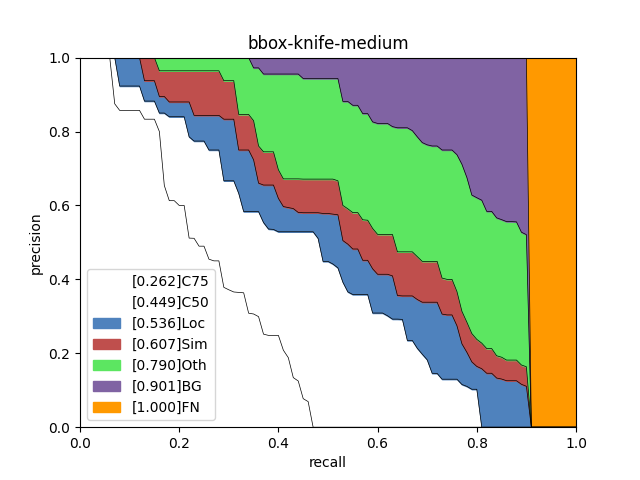 bbox-knife-medium
1.0
0.8
0.6
0.4
0.2
0.0
precision
[0.262]C75
[0.449]C50
[0.536]Loc
[0.607]Sim
[0.790]Oth
[0.901]BG
[1.000]FN
0.0 0.2 0.4 0.6 0.8 1.0
recall